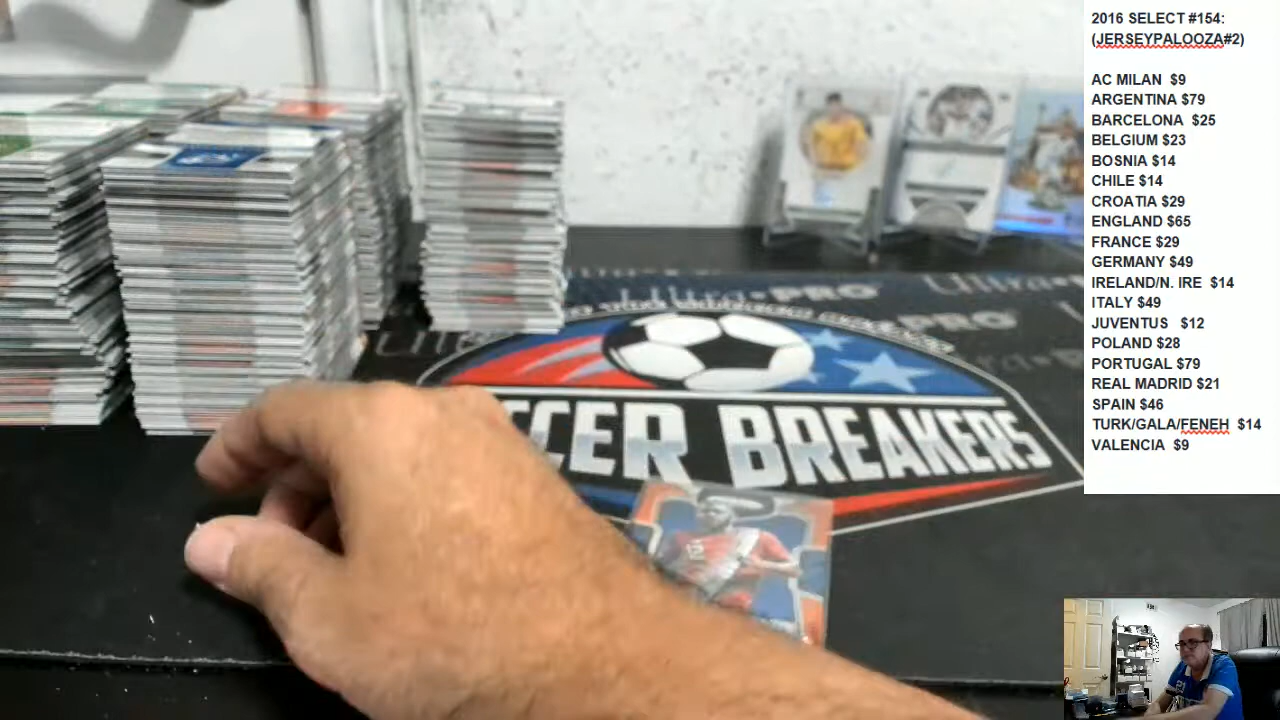 2016 SELECT #154:
(JERSEYPALOOZA#2)
AC MILAN $9
ARGENTINA $79
BARCELONA $25
BELGIUM $23
BOSNIA $14
CHILE $14
CROATIA $29
ENGLAND $65
FRANCE $29
GERMANY $49
IRELAND/N. IRE $14
ITALY $49
JUVENTUS $12
POLAND $28
PORTUGAL $79
REAL MADRID $21
SPAIN $46
TURK/GALA/FENEH $14
VALENCIA $9
Ultra•PRO
CCER BREAKERS